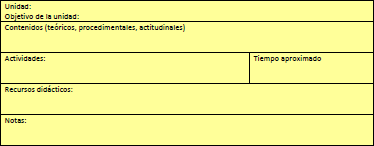 Unidad:
Objetivo de la unidad:
Contenidos (teóricos, procedimentales, actitudinales)
Actividades:
Tiempo aproximado
Recursos didácticos:
Notas: